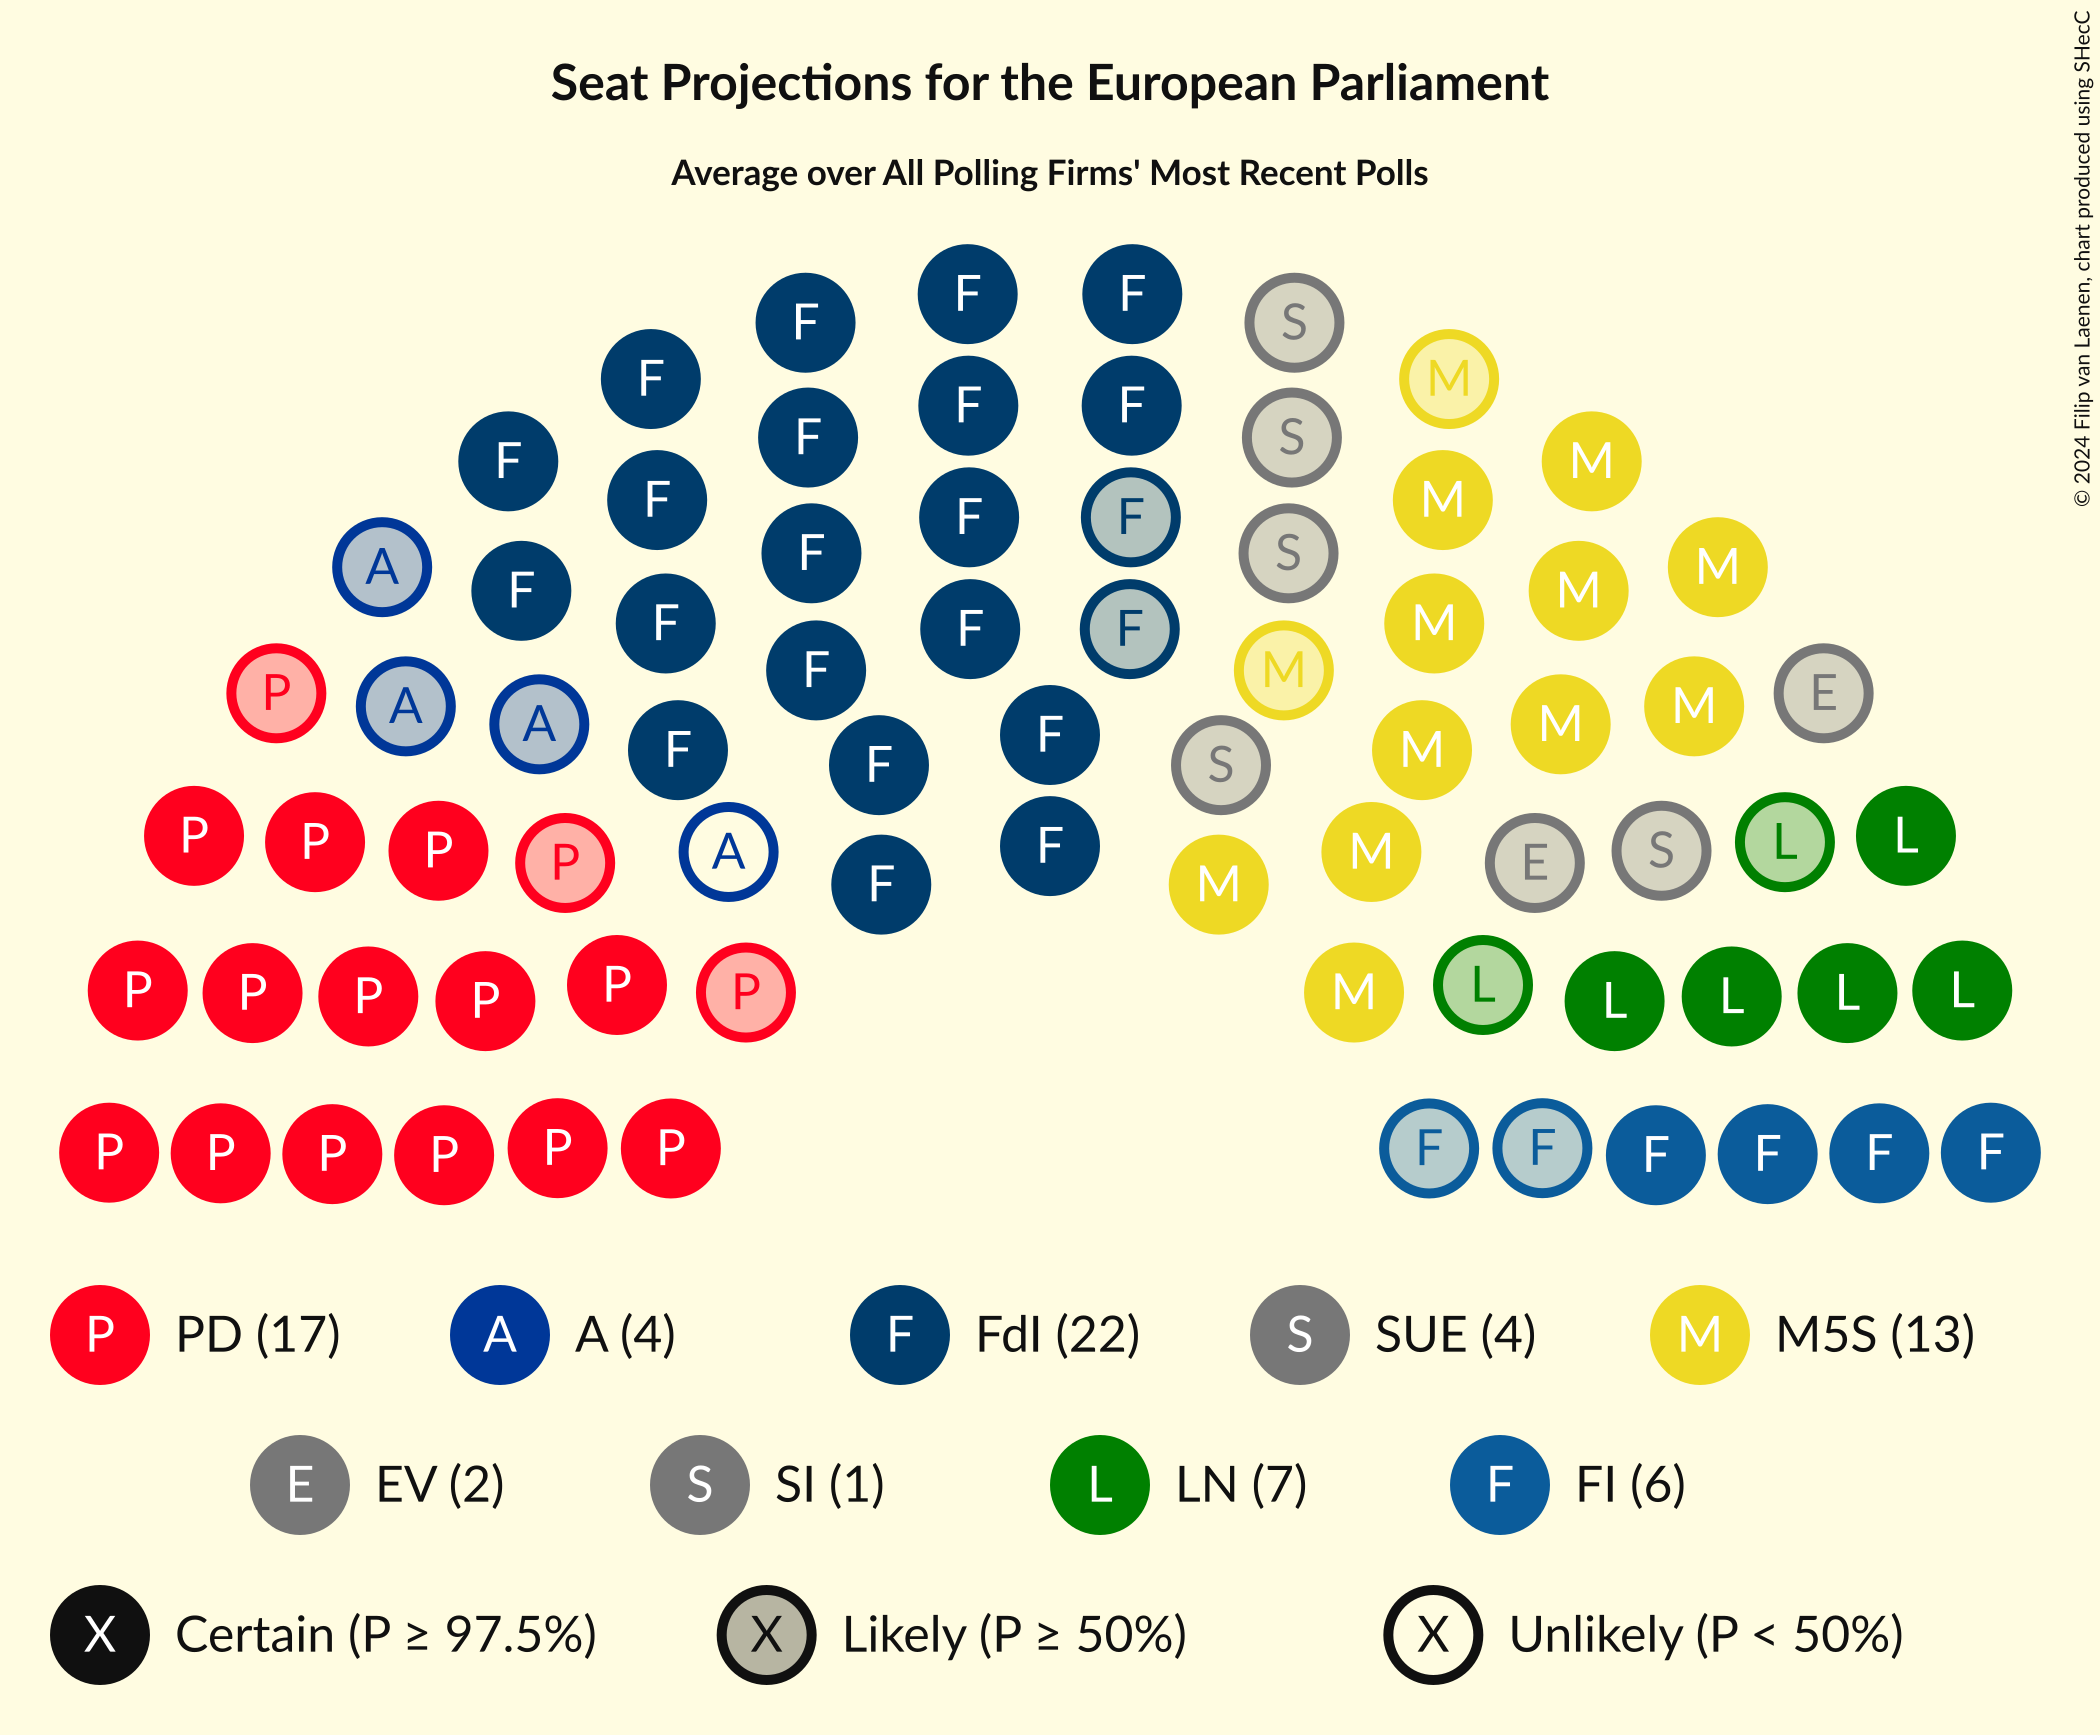 Seat Projections for the European Parliament
Average over All Polling Firms' Most Recent Polls
© 2024 Filip van Laenen, chart produced using SHecC
F F
F S
F M
F F
F S
F M
F M
M
A F F M
F S
F M
F M
F F
P M E
A M
A M
F M
F F
F S
P P P P A F F M M E S L L
P P P P P P M L L L L L
P P P P P P F F F F F F
P PD (17) A A (4) F FdI (22) S SUE (4) M M5S (13)
E EV (2) S SI (1) L LN (7) F FI (6)
X Certain (P ≥ 97.5%) X Likely (P ≥ 50%) X Unlikely (P < 50%)